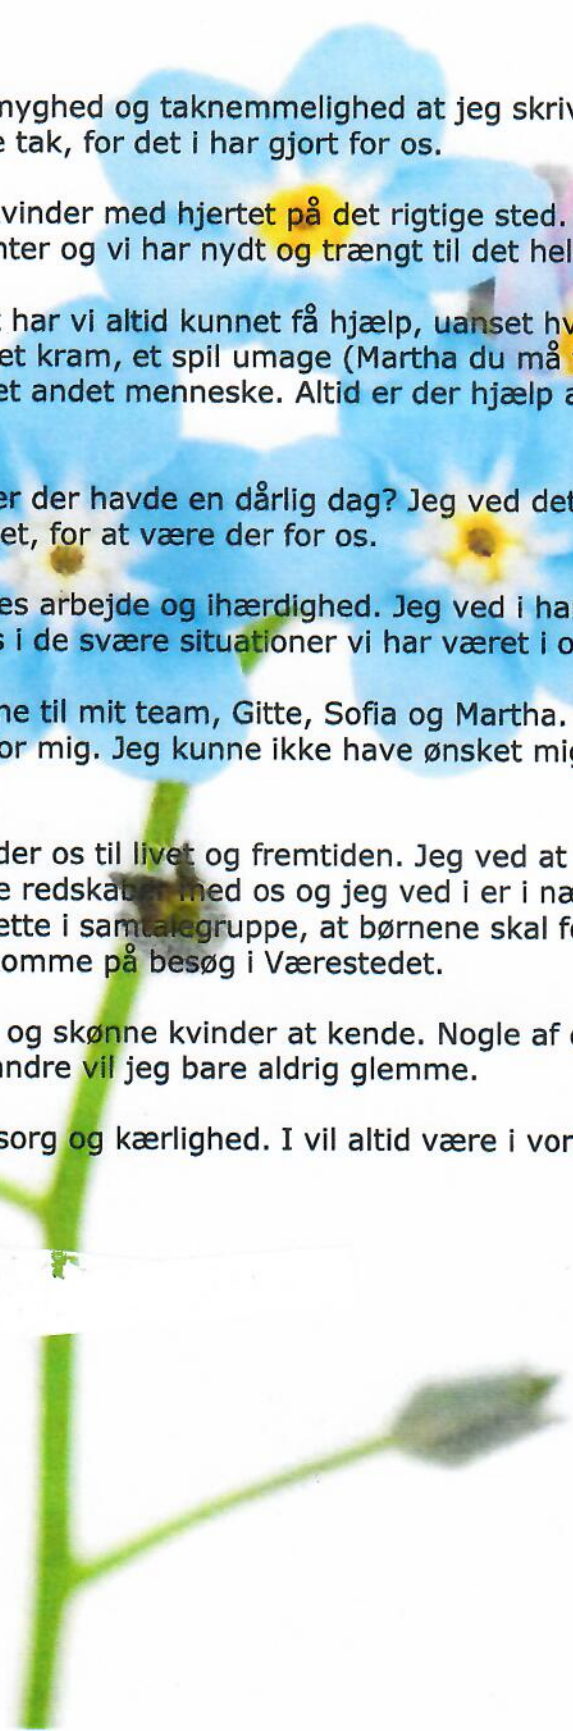 myghed og taknemmelighed at jeg skriv
e tak, for det i har gjort for os.
vinder med hjertet på det rigtige sted.
nter og vi har nydt og trængt til det hel
t har vi altid kunnet få hjælp, uanset hv
et kram, et spil umage (Martha du må
et andet menneske. Altid er der hjælp a
er der havde en dårlig dag? Jeg ved det
et, for at være der for os.
es arbejde og ihærdighed. Jeg ved i ha
s i de svære situationer vi har været i o
ne til mit team, Gitte, Sofia og Martha.
or mig. Jeg kunne ikke have ønsket mig
der os til livet og fremtiden. Jeg ved at
e redskaber med os og jeg ved i er i næ
ette i samtalegruppe, at børnene skal fo
omme på besøg i Værestedet.
og skønne kvinder at kende. Nogle af
andre vil jeg bare aldrig glemme.
sorg og kærlighed. I vil altid være i vor